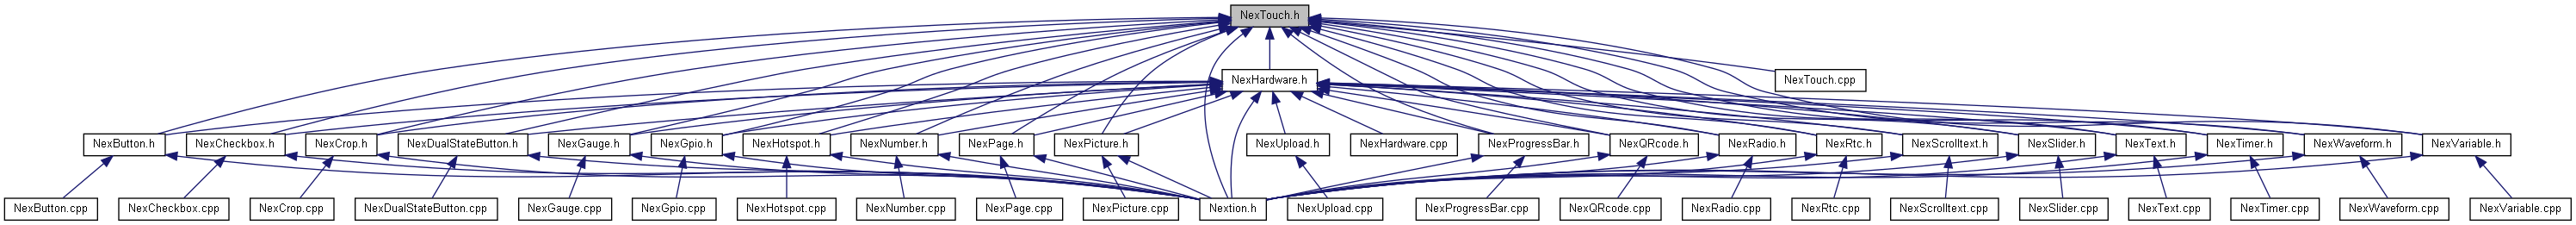 NexTouch.h
NexHardware.h
NexTouch.cpp
NexButton.h
NexCheckbox.h
NexCrop.h
NexDualStateButton.h
NexGauge.h
NexGpio.h
NexHotspot.h
NexNumber.h
NexPage.h
NexPicture.h
NexUpload.h
NexHardware.cpp
NexProgressBar.h
NexQRcode.h
NexRadio.h
NexRtc.h
NexScrolltext.h
NexSlider.h
NexText.h
NexTimer.h
NexWaveform.h
NexVariable.h
NexButton.cpp
NexCheckbox.cpp
NexCrop.cpp
NexDualStateButton.cpp
NexGauge.cpp
NexGpio.cpp
NexHotspot.cpp
NexNumber.cpp
NexPage.cpp
NexPicture.cpp
Nextion.h
NexUpload.cpp
NexProgressBar.cpp
NexQRcode.cpp
NexRadio.cpp
NexRtc.cpp
NexScrolltext.cpp
NexSlider.cpp
NexText.cpp
NexTimer.cpp
NexWaveform.cpp
NexVariable.cpp